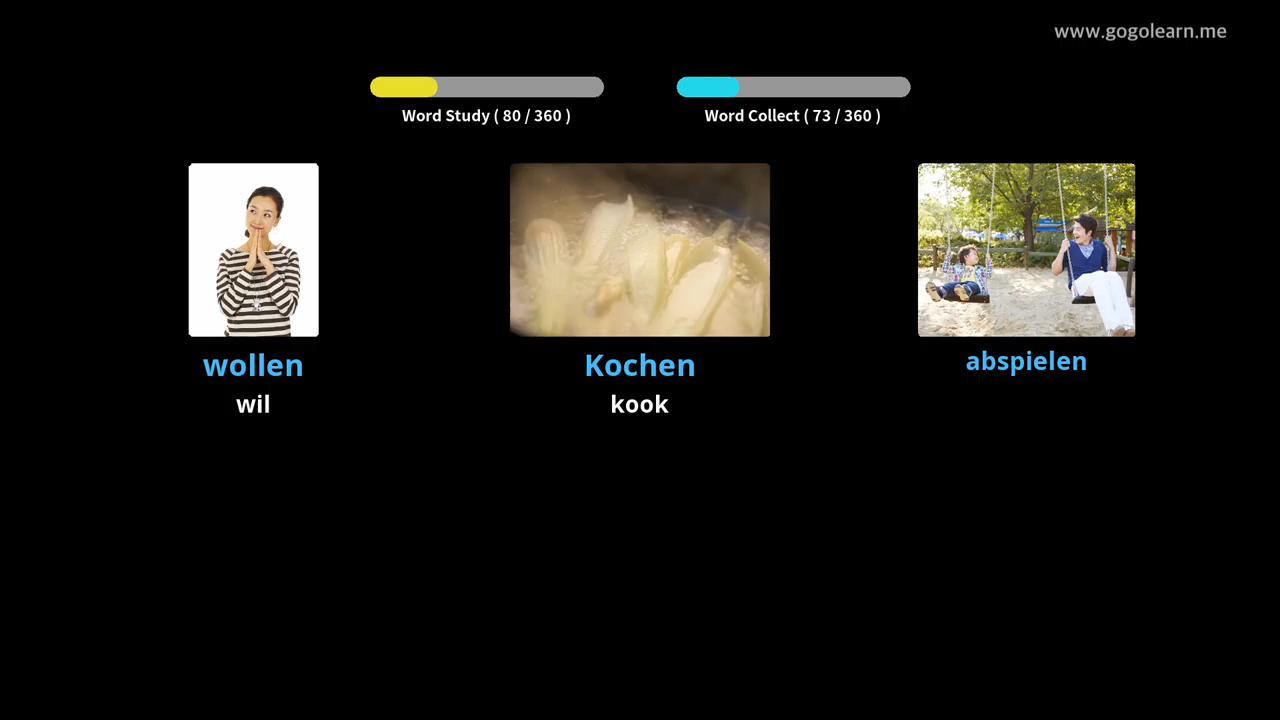 www.gogolearn.me
Word Study ( 80 / 360 )
Word Collect ( 73 / 360 )
wollen
wil
Kochen
kook
abspielen